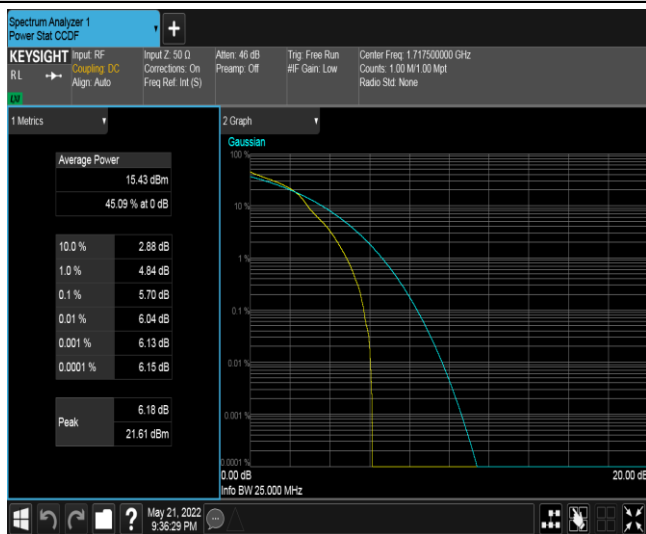 Spectrum Analyzer 1
Power Stat CCDF
+
KEYSIGHT
RL
Input: RF
Coupling: DC
Align: Auto
Input Z: 50 Ω
Corrections: On
Freq Ref: Int (S)
Atten: 46 dB
Preamp: Off
Trig: Free Run
#IF Gain: Low
Center Freq: 1.717500000 GHz
Counts: 1.00 M/1.00 Mpt
Radio Std: None
1 Metrics
Average Power
15.43 dBm
45.09 % at 0 dB
10.0 % 2.88 dB
1.0 % 4.84 dB
0.1 % 5.70 dB
0.01 % 6.04 dB
0.001 % 6.13 dB
0.0001 % 6.15 dB
Peak 6.18 dB
21.61 dBm
2 Graph
Gaussian
100 %
10 %
1 %
0.1 %
0.01 %
0.001 %
0.0001 %
0.00 dB 20.00 dB
Info BW 25.000 MHz
?
May 21, 2022
9:36:29 PM